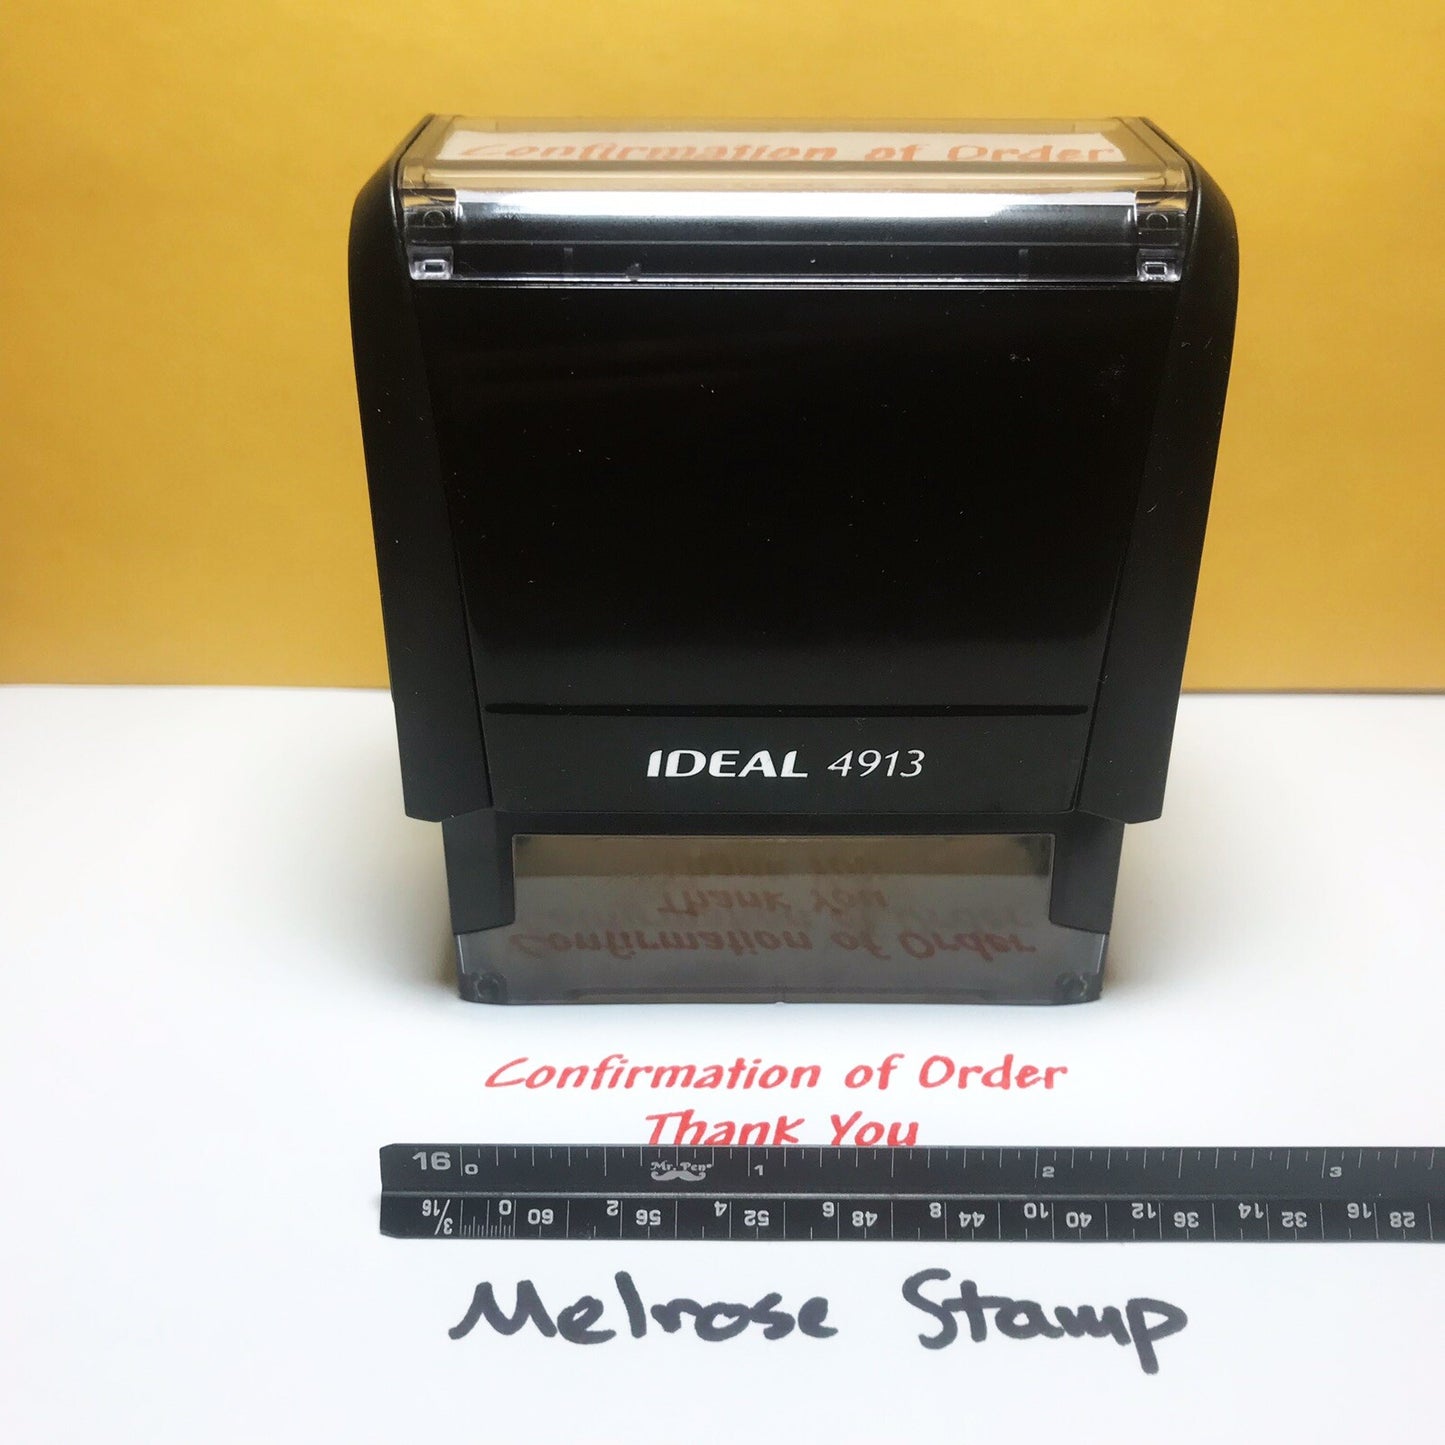 Confirmation of Order
IDEAL 4913
Thank You
Confirmation of Order
Confirmation of Order
Thank You
16 0 1 2 3
Mr. Pen
3/16 0 60 2 56 4 52 6 48 8 44 10 40 12 36 14 32 16 28
Melrose Stamp